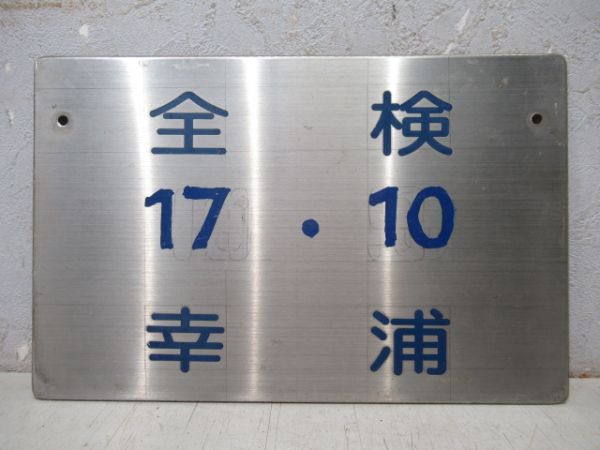 全 検
17・10
幸 浦